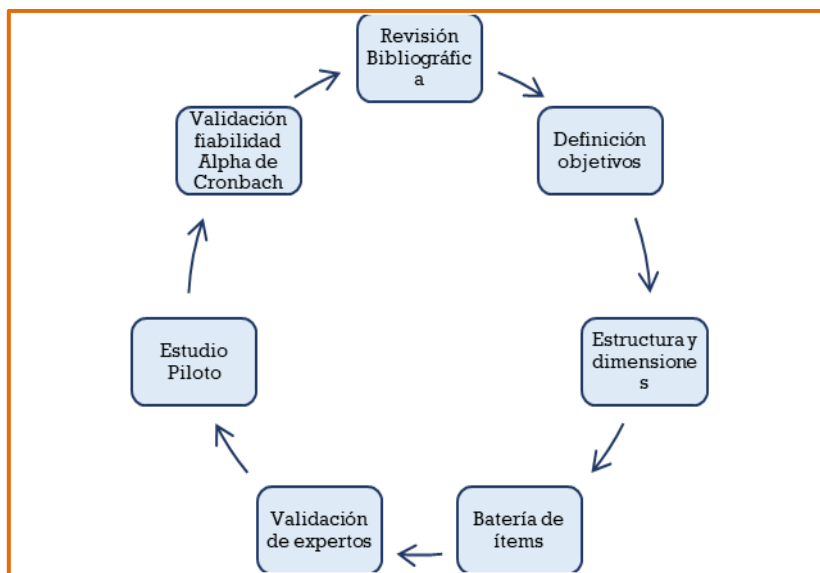 Revisión
Bibliográfic
a
Definición
objetivos
Estructura y
dimensione
s
Batería de
ítems
Validación
de expertos
Estudio
Piloto
Validación
fiabilidad
Alpha de
Cronbach